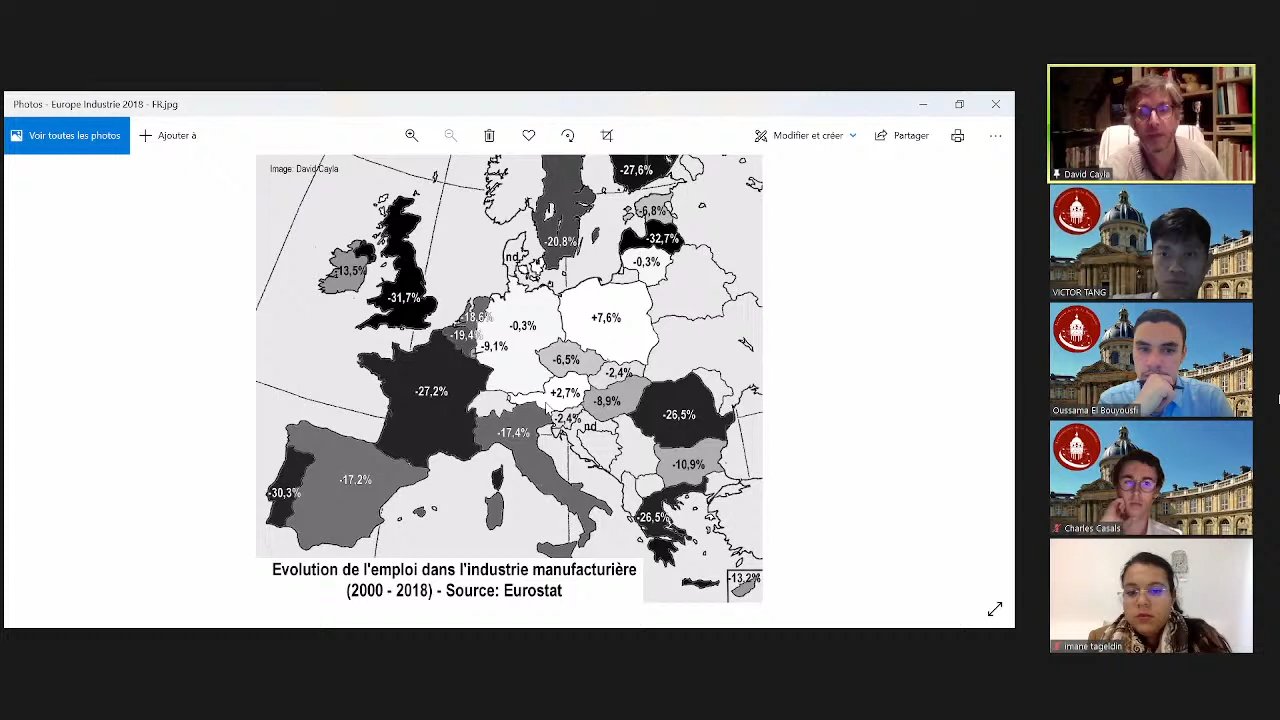 Photos - Europe Industrie 2018 - FR.jpg
Voir toutes les photos
Ajouter à
Modifier et créer
Partager
Image: David Cayla
-27,6%
-6,8%
-20,8%
-32,7%
nd
-0,3%
-13,5%
-31,7%
-18,6%
-0,3%
+7,6%
-19,4%
-9,1%
-6,5%
-2,4%
-27,2%
+2,7%
-8,9%
-26,5%
-2,4%
nd
-17,4%
-10,9%
-17,2%
-30,3%
-26,5%
-13,2%
Evolution de l'emploi dans l'industrie manufacturière
(2000 - 2018) - Source: Eurostat
David Cayla
VICTOR TANG
Oussama El Bouyousfi
Charles Casals
imane tageldin